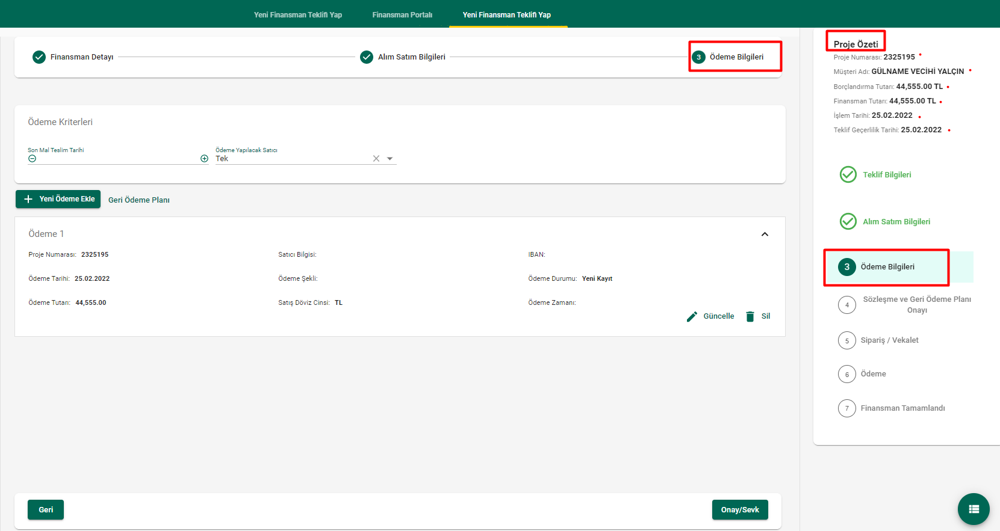 Yeni Finansman Teklifi Yap
Finansman Portalı
Yeni Finansman Teklifi Yap
Finansman Detayı
Alım Satım Bilgileri
3 Ödeme Bilgileri
Ödeme Kriterleri
Son Mal Teslim Tarihi
Ödeme Yapılacak Satıcı
Tek
Yeni Ödeme Ekle
Geri Ödeme Planı
Ödeme 1
Proje Numarası: 2325195
Satıcı Bilgisi:
IBAN:
Ödeme Tarihi: 25.02.2022
Ödeme Şekli:
Ödeme Durumu: Yeni Kayıt
Ödeme Tutarı: 44,555.00
Satış Döviz Cinsi: TL
Ödeme Zamanı:
Güncelle
Sil
Geri
Onay/Sevk
Proje Özeti
Proje Numarası: 2325195
Müşteri Adı: GÜLNAME VECİHİ YALÇIN
Borçlandırma Tutarı: 44,555.00 TL
Finansman Tutarı: 44,555.00 TL
İşlem Tarihi: 25.02.2022
Teklif Geçerlilik Tarihi: 25.02.2022
Teklif Bilgileri
Alım Satım Bilgileri
3 Ödeme Bilgileri
4 Sözleşme ve Geri Ödeme Planı
Onayı
5 Sipariş / Vekalet
6 Ödeme
7 Finansman Tamamlandı